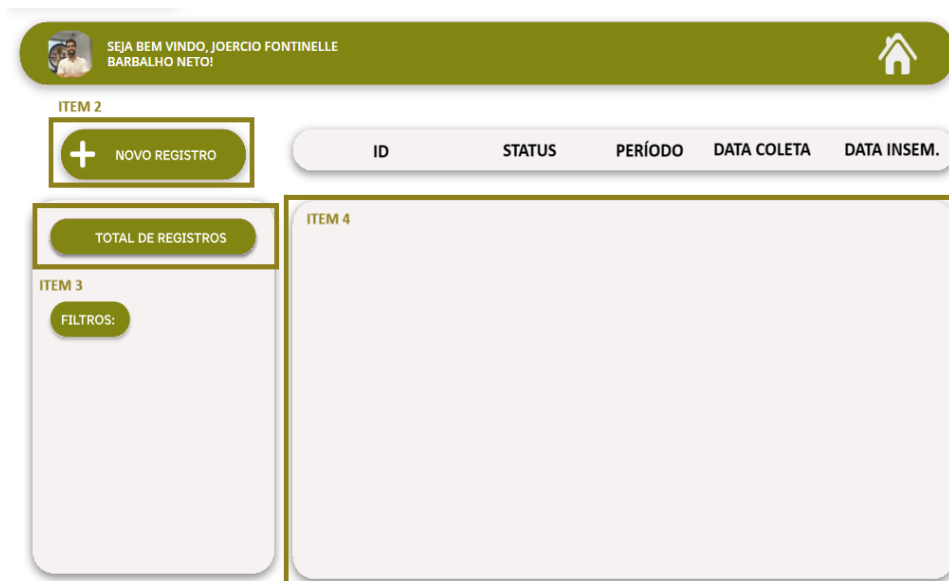 SEJA BEM VINDO, JOERCIO FONTINELLE
BARBALHO NETO!
ITEM 2
NOVO REGISTRO
ID STATUS PERÍODO DATA COLETA DATA INSEM.
TOTAL DE REGISTROS
ITEM 4
ITEM 3
FILTROS: